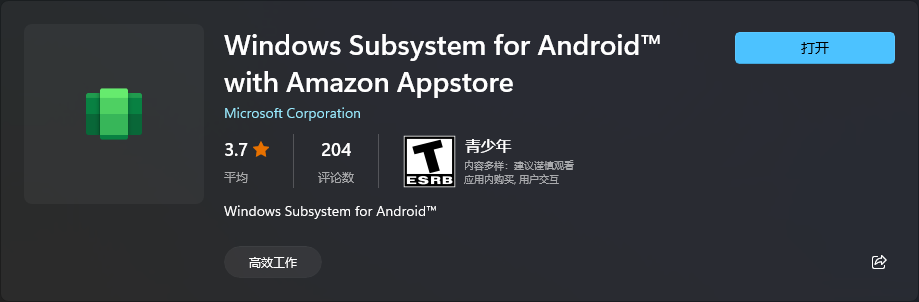 Windows Subsystem for Android™
with Amazon Appstore
打开
Microsoft Corporation
3.7
平均
204
评论数
T
ESRB
青少年
内容多样：建议谨慎观看
应用内购买, 用户交互
Windows Subsystem for Android™
高效工作